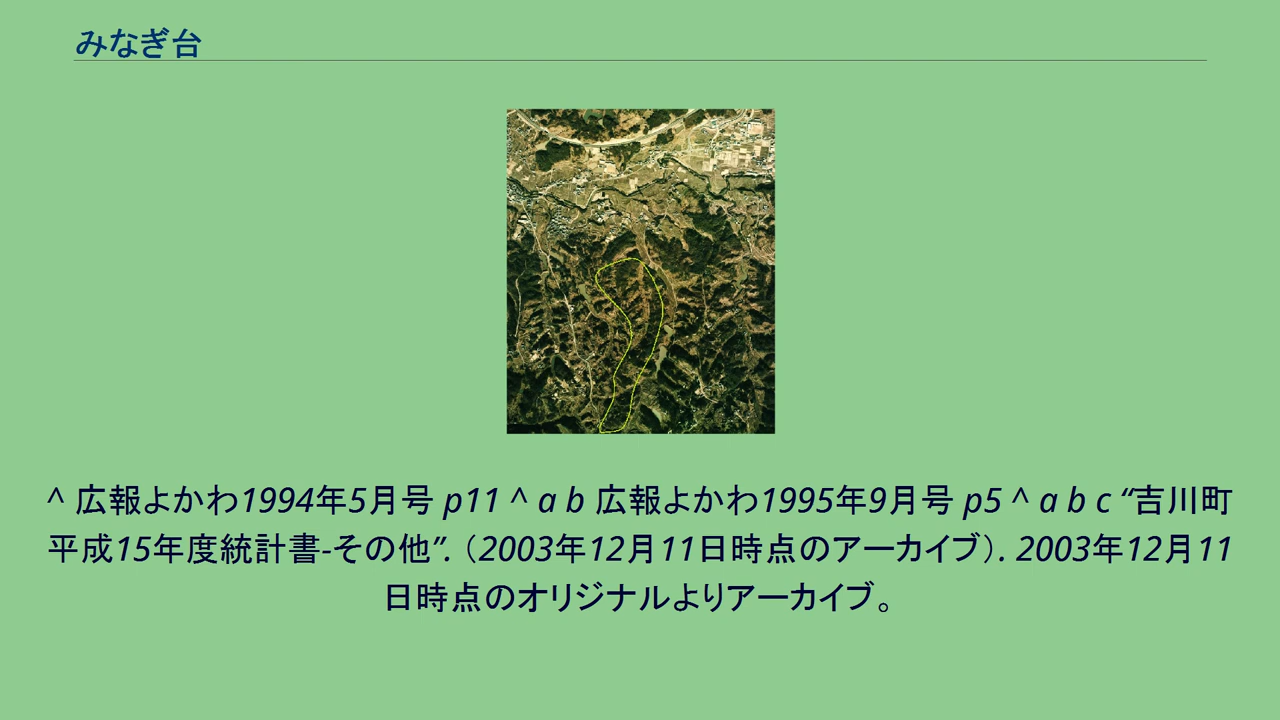 みなぎ台
^ 広報よかわ1994年5月号 p11 ^ a b 広報よかわ1995年9月号 p5 ^ a b c “吉川町
平成15年度統計書-その他”. （2003年12月11日時点のアーカイブ）. 2003年12月11
日時点のオリジナルよりアーカイブ。